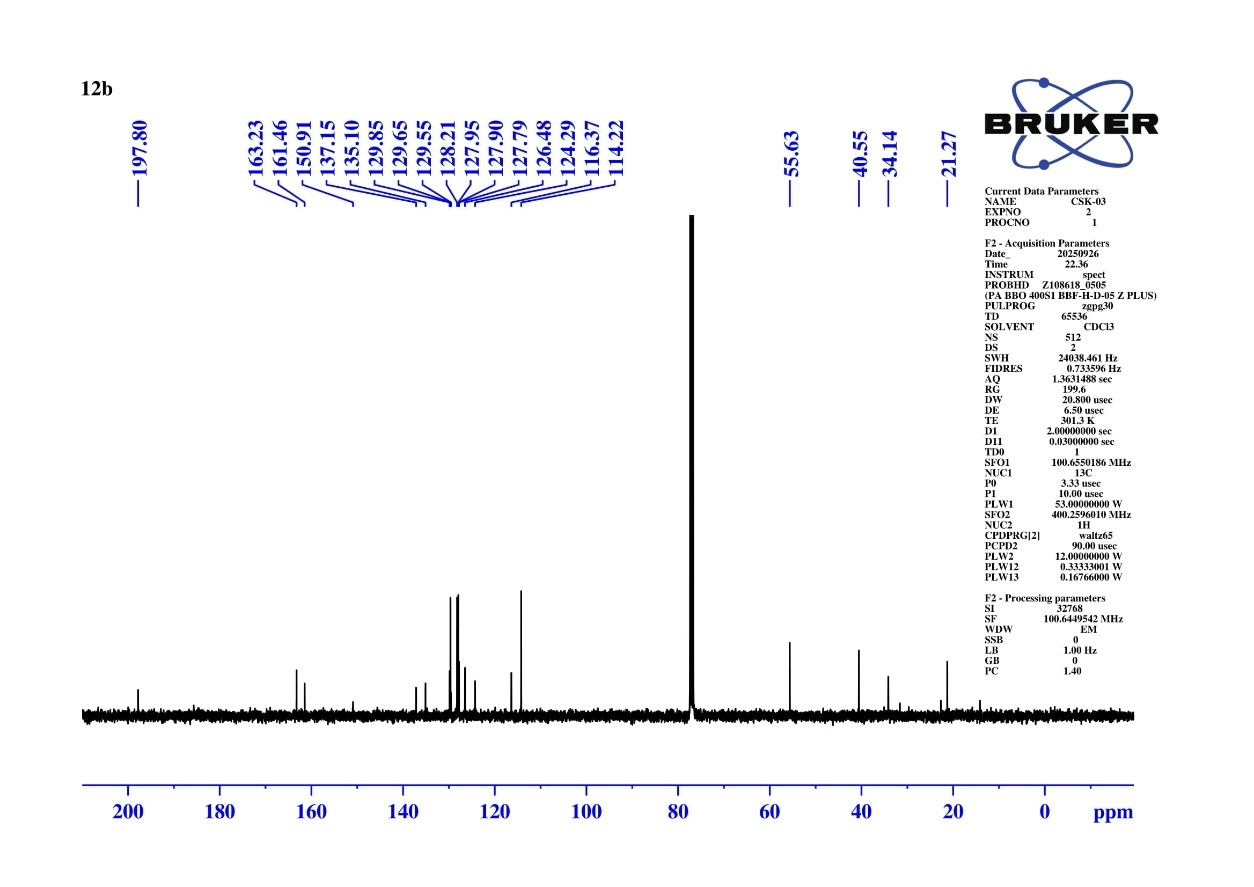 12b
197.80
163.23
161.46
150.91
137.15
135.10
129.85
129.65
129.55
128.21
127.95
127.90
127.79
126.48
124.29
116.37
114.22
55.63
40.55
34.14
21.27
BRUKER
Current Data Parameters
NAME CSK-03
EXPNO 2
PROCNO 1
F2 - Acquisition Parameters
Date_ 20250926
Time 22.36
INSTRUM spect
PROBHD Z108618_0505
(PA BBO 400S1 BBF-H-D-05 Z PLUS)
PULPROG zgpg30
TD 65536
SOLVENT CDCl3
NS 512
DS 2
SWH 24038.461 Hz
FIDRES 0.733596 Hz
AQ 1.3631488 sec
RG 199.6
DW 20.800 usec
DE 6.50 usec
TE 301.3 K
D1 2.00000000 sec
D11 0.03000000 sec
TD0 1
SFO1 100.6550186 MHz
NUC1 13C
P0 3.33 usec
P1 10.00 usec
PLW1 53.00000000 W
SFO2 400.2596010 MHz
NUC2 1H
CPDPRG[2] waltz65
PCPD2 90.00 usec
PLW2 12.00000000 W
PLW12 0.33333001 W
PLW13 0.16766000 W
F2 - Processing parameters
SI 32768
SF 100.6449542 MHz
WDW EM
SSB 0
LB 1.00 Hz
GB 0
PC 1.40
200 180 160 140 120 100 80 60 40 20 0 ppm